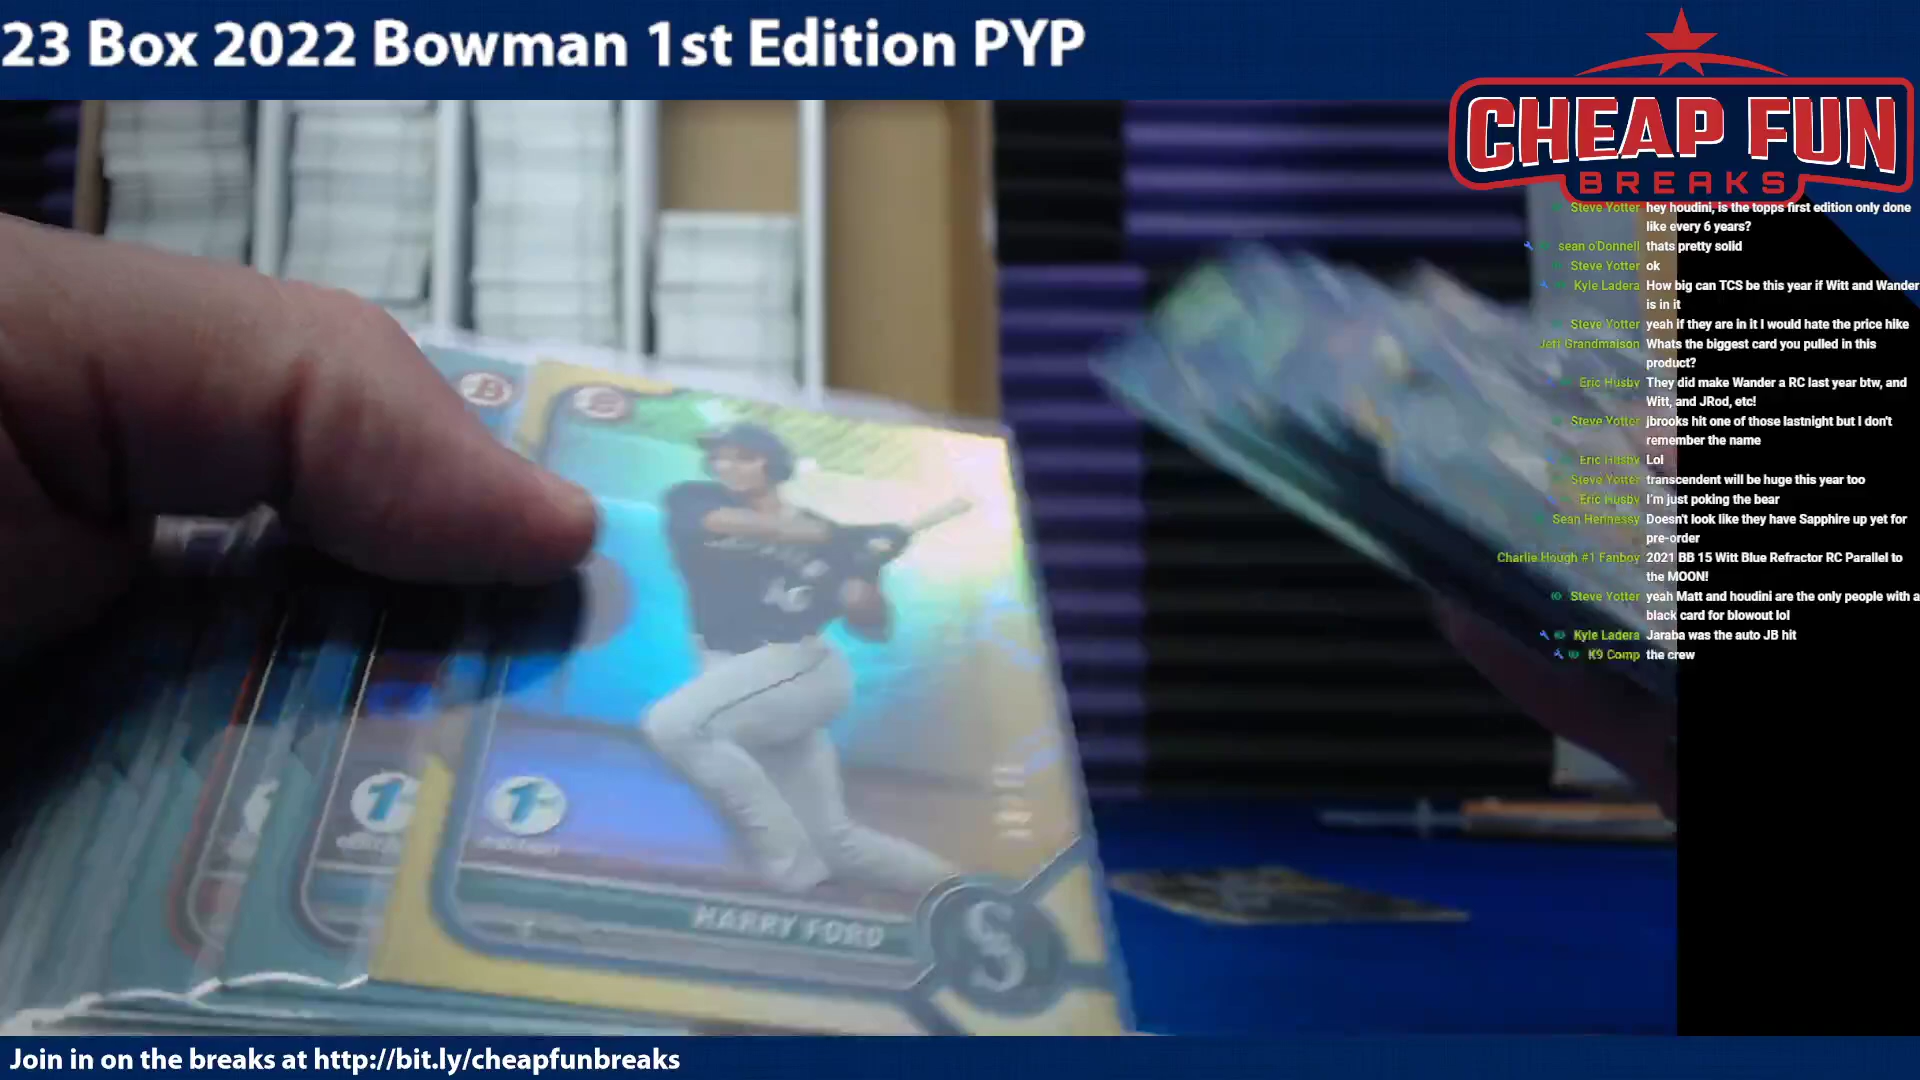 23 Box 2022 Bowman 1st Edition PYP
CHEAP FUN
BREAKS
Steve Yotter hey houdini, is the topps first edition only done
like every 6 years?
sean o'Donnell thats pretty solid
Steve Yotter ok
Kyle Ladera How big can TCS be this year if Witt and Wander
is in it
Steve Yotter yeah if they are in it I would hate the price hike
Jeff Grandmaison Whats the biggest card you pulled in this
product?
Eric Husby They did make Wander a RC last year btw, and
Witt, and JRod, etc!
Steve Yotter jbrooks hit one of those lastnight but I don't
remember the name
Eric Husby Lol
Steve Yotter transcendent will be huge this year too
Eric Husby I'm just poking the bear
Sean Hennessy Doesn't look like they have Sapphire up yet for
pre-order
Charlie Hough #1 Fanboy 2021 BB 15 Witt Blue Refractor RC Parallel to
the MOON!
Steve Yotter yeah Matt and houdini are the only people with a
black card for blowout lol
Kyle Ladera Jaraba was the auto JB hit
K9 Comp the crew
B
1st
1st
HARRY FORD
S
Join in on the breaks at http://bit.ly/cheapfunbreaks